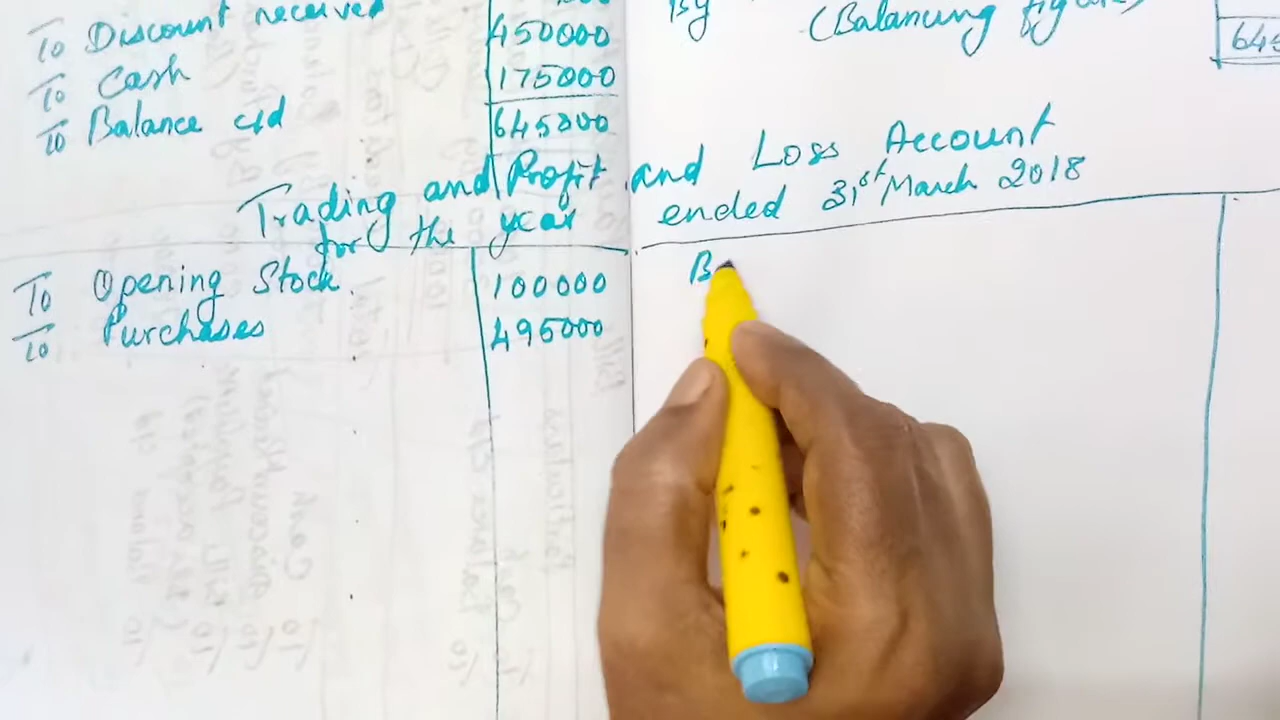 To Discount received
To Cash 450000
To Balance c/d 175000
645000
By
(Balancing figure)
Trading and Profit and Loss Account
for the year ended 31st March 2018
To Opening Stock 100000
To Purchases 495000
B